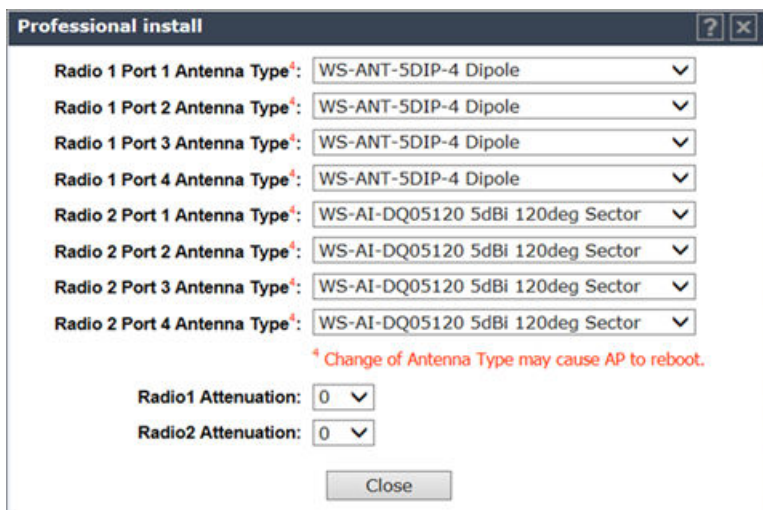 Professional install ?
Radio 1 Port 1 Antenna Type⁴: WS-ANT-5DIP-4 Dipole
Radio 1 Port 2 Antenna Type⁴: WS-ANT-5DIP-4 Dipole
Radio 1 Port 3 Antenna Type⁴: WS-ANT-5DIP-4 Dipole
Radio 1 Port 4 Antenna Type⁴: WS-ANT-5DIP-4 Dipole
Radio 2 Port 1 Antenna Type⁴: WS-AI-DQ05120 5dBi 120deg Sector
Radio 2 Port 2 Antenna Type⁴: WS-AI-DQ05120 5dBi 120deg Sector
Radio 2 Port 3 Antenna Type⁴: WS-AI-DQ05120 5dBi 120deg Sector
Radio 2 Port 4 Antenna Type⁴: WS-AI-DQ05120 5dBi 120deg Sector
⁴ Change of Antenna Type may cause AP to reboot.
Radio1 Attenuation: 0
Radio2 Attenuation: 0
Close